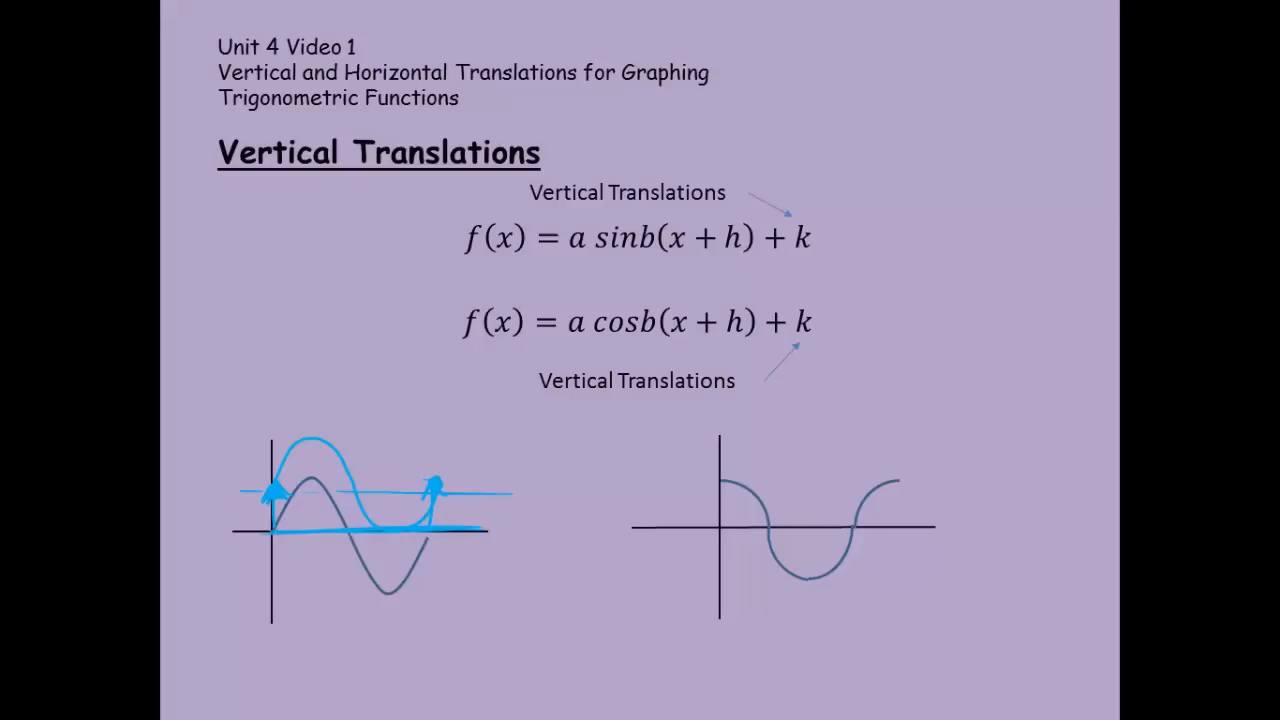 Unit 4 Video 1
Vertical and Horizontal Translations for Graphing
Trigonometric Functions
Vertical Translations
Vertical Translations
f(x) = a sinb(x + h) + k
f(x) = a cosb(x + h) + k
Vertical Translations